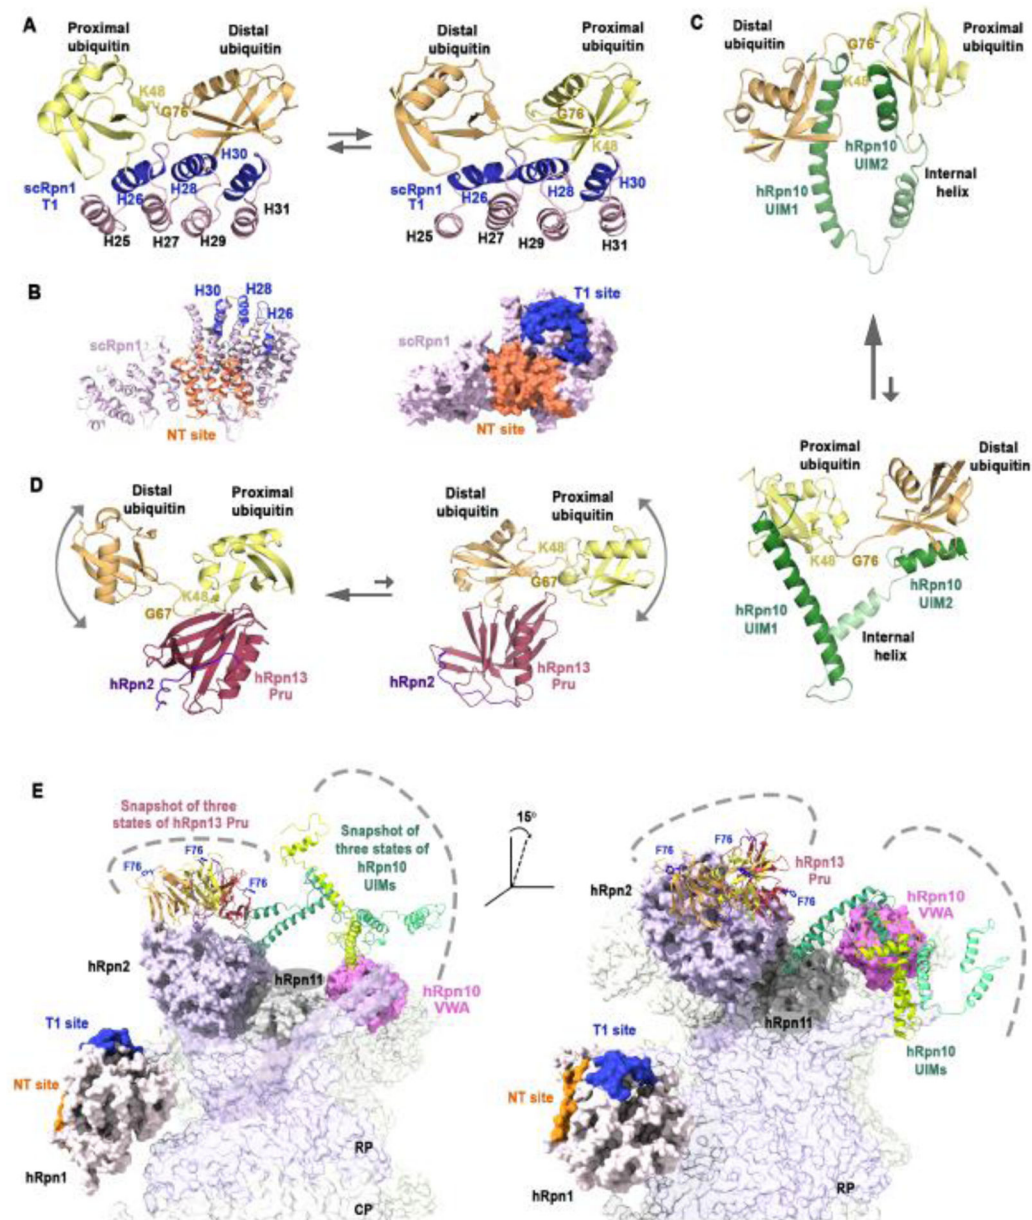 A
Proximal
ubiquitin
Distal
ubiquitin
K48
G76
scRpn1
T1
H26
H28
H30
H25
H27
H29
H31
Distal
ubiquitin
Proximal
ubiquitin
G76
K48
scRpn1
T1
H26
H28
H30
H25
H27
H29
H31
C
Distal
ubiquitin
G76
Proximal
ubiquitin
K48
hRpn10
UIM2
hRpn10
UIM1
Internal
helix
B
H30
H28
H26
scRpn1
NT site
T1 site
scRpn1
NT site
Proximal
ubiquitin
Distal
ubiquitin
K48
G76
hRpn10
UIM2
hRpn10
UIM1
Internal
helix
D
Distal
ubiquitin
Proximal
ubiquitin
K48
G67
hRpn2
hRpn13
Pru
Distal
ubiquitin
Proximal
ubiquitin
K48
G67
hRpn2
hRpn13
Pru
E
Snapshot of three
states of hRpn13 Pru
F76
F76
F76
Snapshot of
three states of
hRpn10
UIMs
hRpn2
hRpn11
hRpn10
VWA
T1 site
NT site
hRpn1
RP
CP
15°
F76
F76
F76
hRpn13
Pru
hRpn2
hRpn10
VWA
hRpn11
hRpn10
UIMs
T1 site
NT site
hRpn1
RP